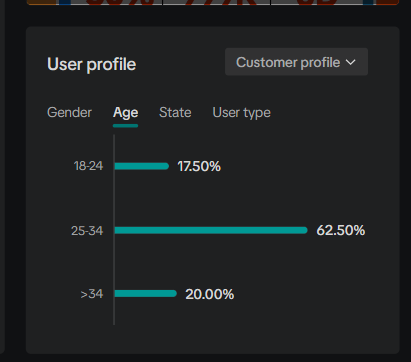 User profile
Customer profile
Gender Age State User type
18-24 17.50%
25-34 62.50%
>34 20.00%